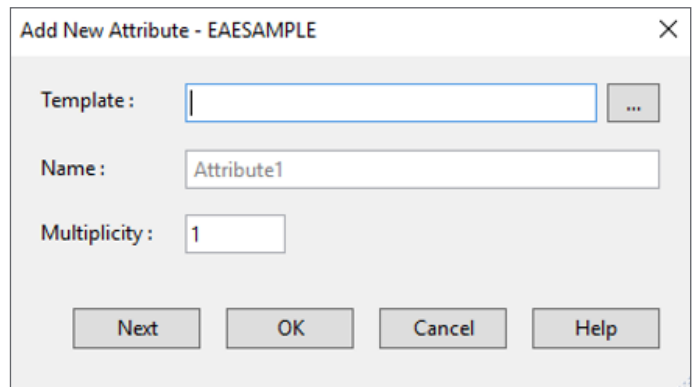 Add New Attribute - EAESAMPLE
Template :
...
Name :
Attribute1
Multiplicity :
1
Next
OK
Cancel
Help